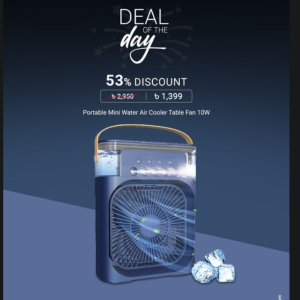 DEAL
OF THE
day
53% DISCOUNT
৳ 2,950 | ৳ 1,399
Portable Mini Water Air Cooler Table Fan 10W